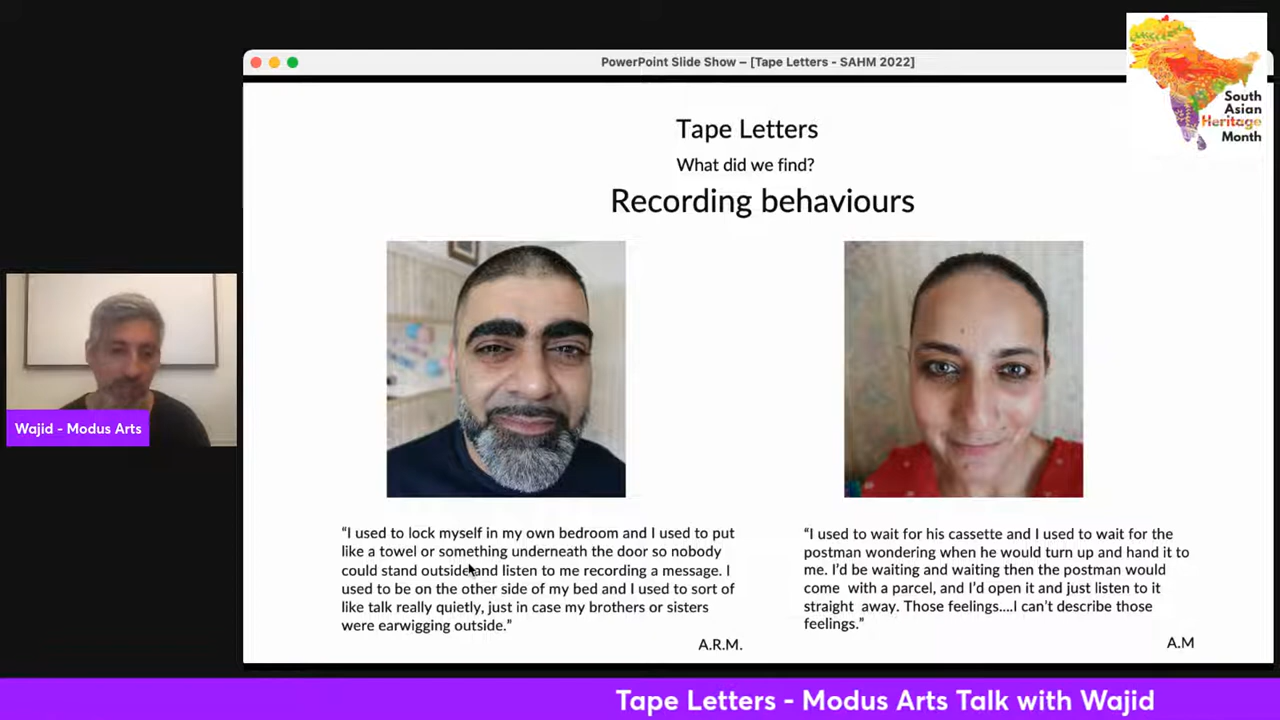 PowerPoint Slide Show – [Tape Letters - SAHM 2022]
South
Asian
Heritage
Month
Tape Letters
What did we find?
Recording behaviours
Wajid - Modus Arts
“I used to lock myself in my own bedroom and I used to put
like a towel or something underneath the door so nobody
could stand outside and listen to me recording a message. I
used to be on the other side of my bed and I used to sort of
like talk really quietly, just in case my brothers or sisters
were earwigging outside.”
A.R.M.
“I used to wait for his cassette and I used to wait for the
postman wondering when he would turn up and hand it to
me. I’d be waiting and waiting then the postman would
come with a parcel, and I’d open it and just listen to it
straight away. Those feelings....I can’t describe those
feelings.”
A.M
Tape Letters - Modus Arts Talk with Wajid